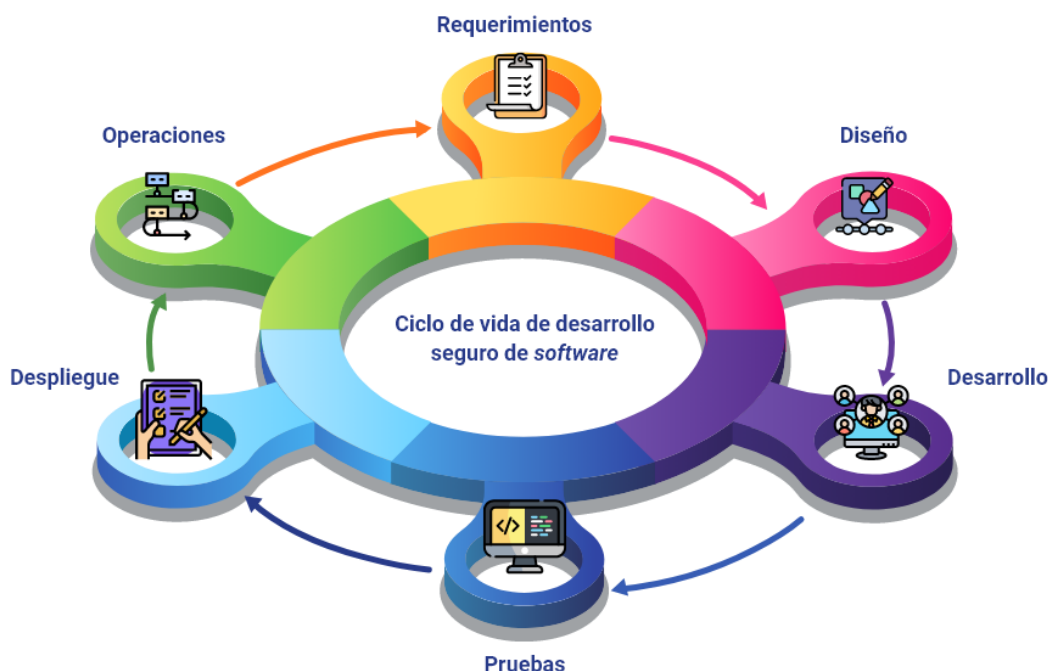 Requerimientos
Operaciones
Diseño
Ciclo de vida de desarrollo
seguro de software
Despliegue
Desarrollo
</>
Pruebas